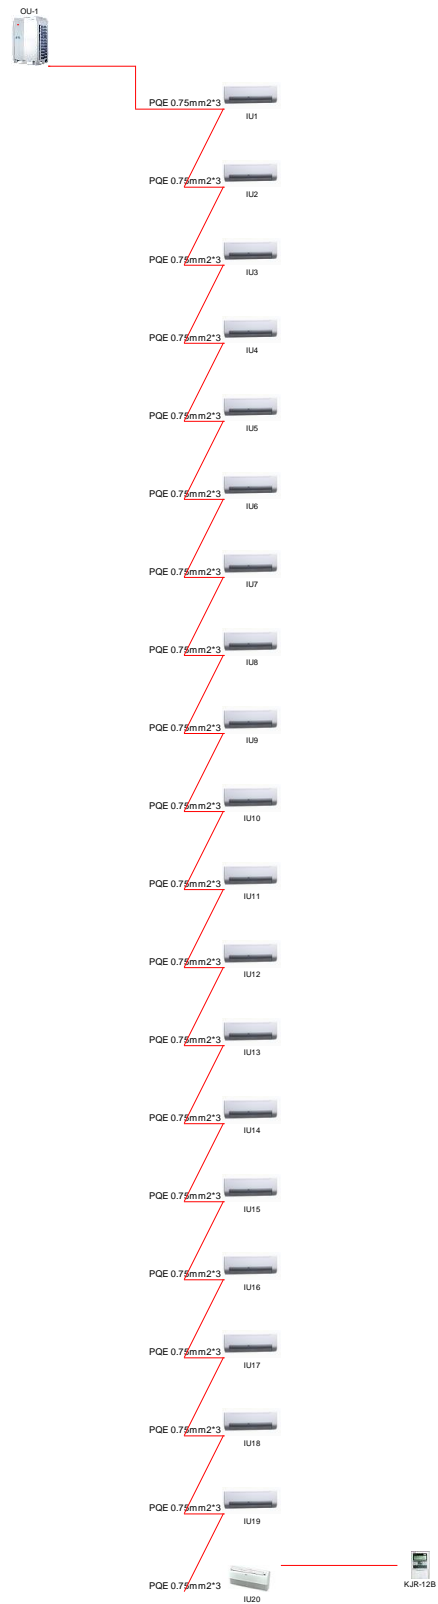 OU-1
PQE 0.75mm2*3
IU1
PQE 0.75mm2*3
IU2
PQE 0.75mm2*3
IU3
PQE 0.75mm2*3
IU4
PQE 0.75mm2*3
IU5
PQE 0.75mm2*3
IU6
PQE 0.75mm2*3
IU7
PQE 0.75mm2*3
IU8
PQE 0.75mm2*3
IU9
PQE 0.75mm2*3
IU10
PQE 0.75mm2*3
IU11
PQE 0.75mm2*3
IU12
PQE 0.75mm2*3
IU13
PQE 0.75mm2*3
IU14
PQE 0.75mm2*3
IU15
PQE 0.75mm2*3
IU16
PQE 0.75mm2*3
IU17
PQE 0.75mm2*3
IU18
PQE 0.75mm2*3
IU19
PQE 0.75mm2*3
IU20
KJR-12B